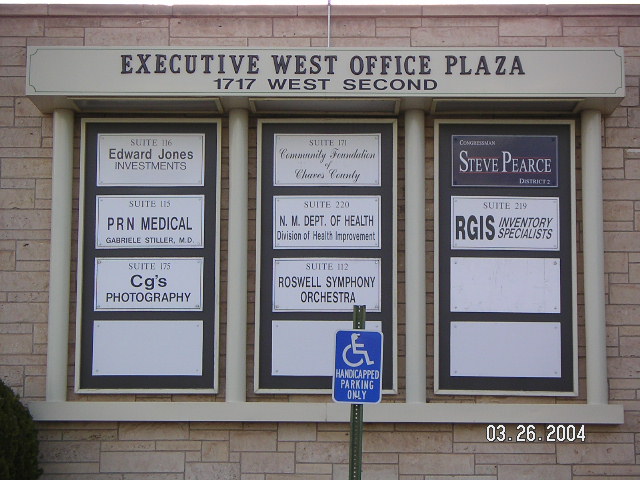 EXECUTIVE WEST OFFICE PLAZA
1717 WEST SECOND
SUITE 116
Edward Jones
INVESTMENTS
SUITE 115
PRN MEDICAL
GABRIELE STILLER, M.D.
SUITE 175
Cg's
PHOTOGRAPHY
SUITE 171
Community Foundation
of
Chaves County
SUITE 220
N. M. DEPT. OF HEALTH
Division of Health Improvement
SUITE 112
ROSWELL SYMPHONY
ORCHESTRA
CONGRESSMAN
STEVE PEARCE
DISTRICT 2
SUITE 219
RGIS INVENTORY
SPECIALISTS
HANDICAPPED
PARKING
ONLY
03.26.2004